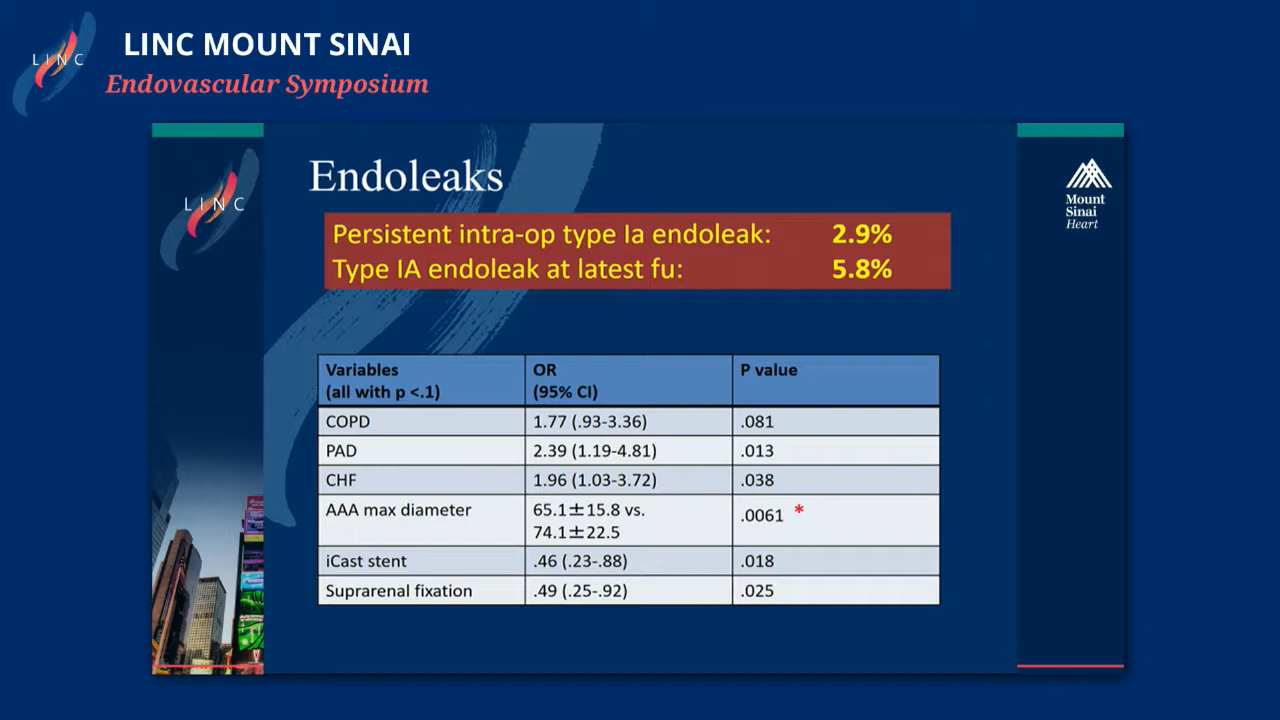 LINC
LINC MOUNT SINAI
Endovascular Symposium
LINC
Mount
Sinai
Heart
Endoleaks
Persistent intra-op type Ia endoleak: 2.9%
Type IA endoleak at latest fu: 5.8%
Variables
(all with p <.1)
OR
(95% CI)
P value
COPD 1.77 (.93-3.36) .081
PAD 2.39 (1.19-4.81) .013
CHF 1.96 (1.03-3.72) .038
AAA max diameter 65.1±15.8 vs.
74.1±22.5
.0061 *
iCast stent .46 (.23-.88) .018
Suprarenal fixation .49 (.25-.92) .025